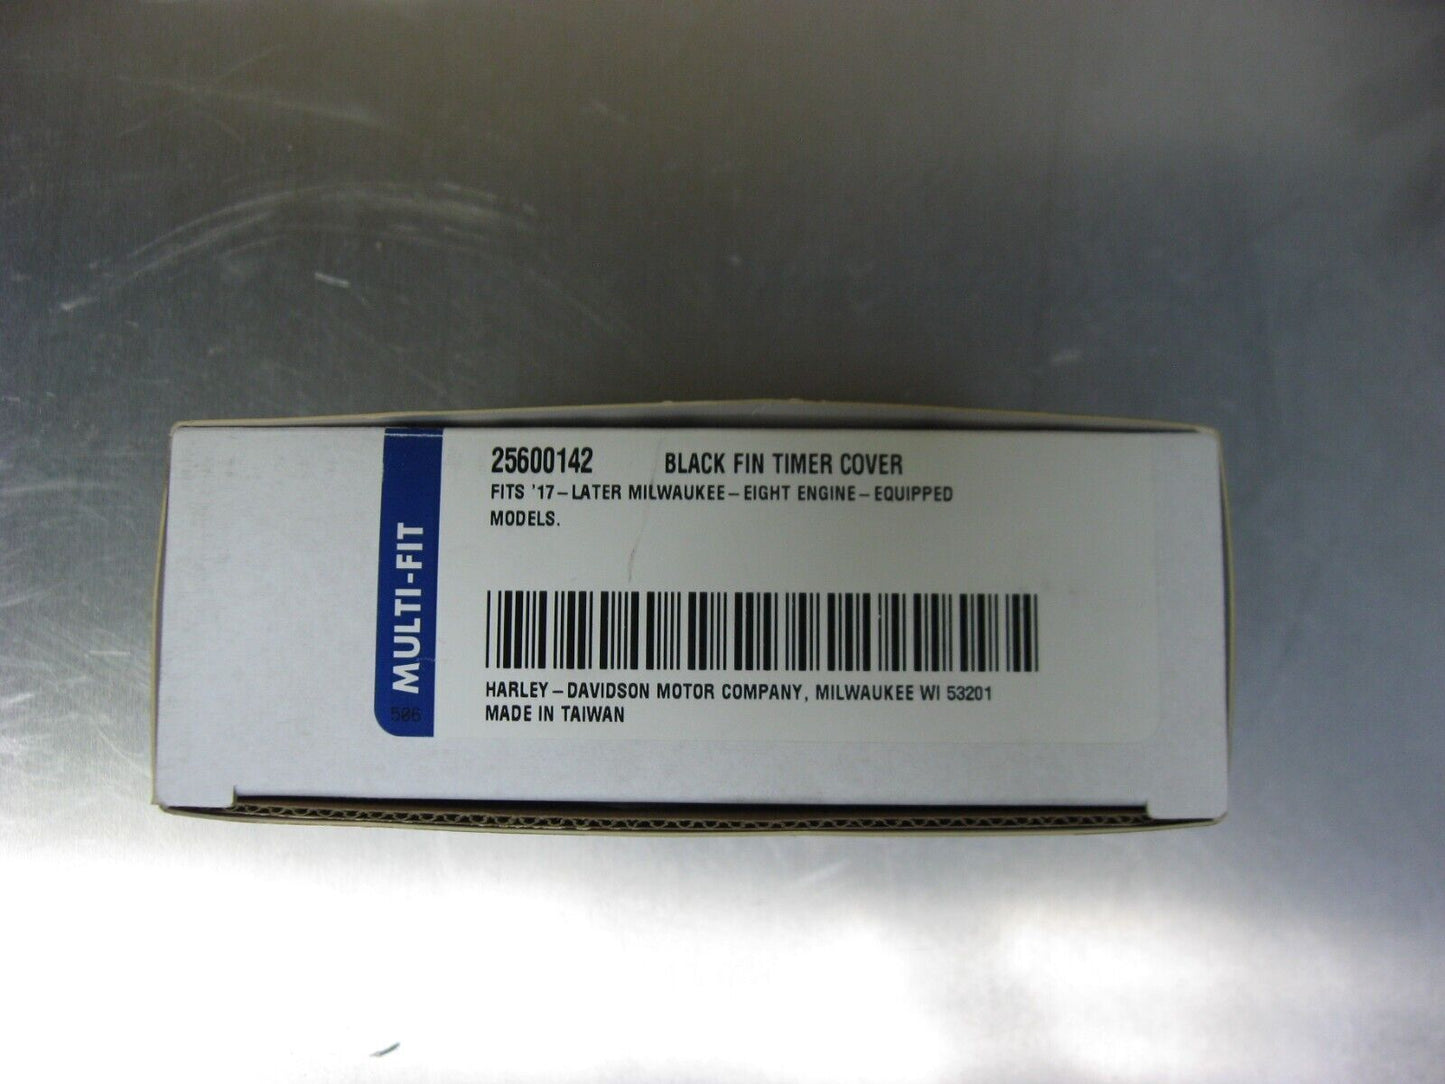 25600142 BLACK FIN TIMER COVER
FITS '17-LATER MILWAUKEE-EIGHT ENGINE-EQUIPPED
MODELS.
MULTI-FIT
506
HARLEY-DAVIDSON MOTOR COMPANY, MILWAUKEE WI 53201
MADE IN TAIWAN